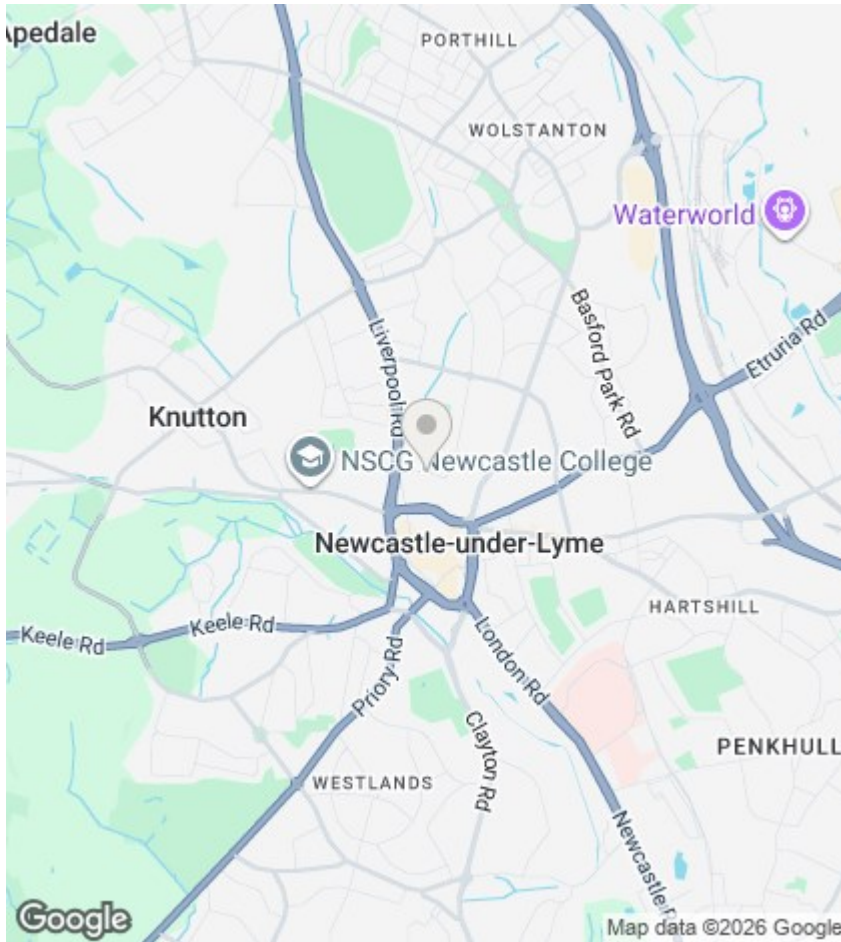 Apedale
PORTHILL
WOLSTANTON
Waterworld
Basford Park Rd
Etruria Rd
Liverpool Rd
Knutton
NSCG Newcastle College
Newcastle-under-Lyme
HARTSHILL
Keele Rd
Keele Rd
Priory Rd
London Rd
Clayton Rd
PENKHULL
WESTLANDS
Newcastle R
Google
Map data ©2026 Google